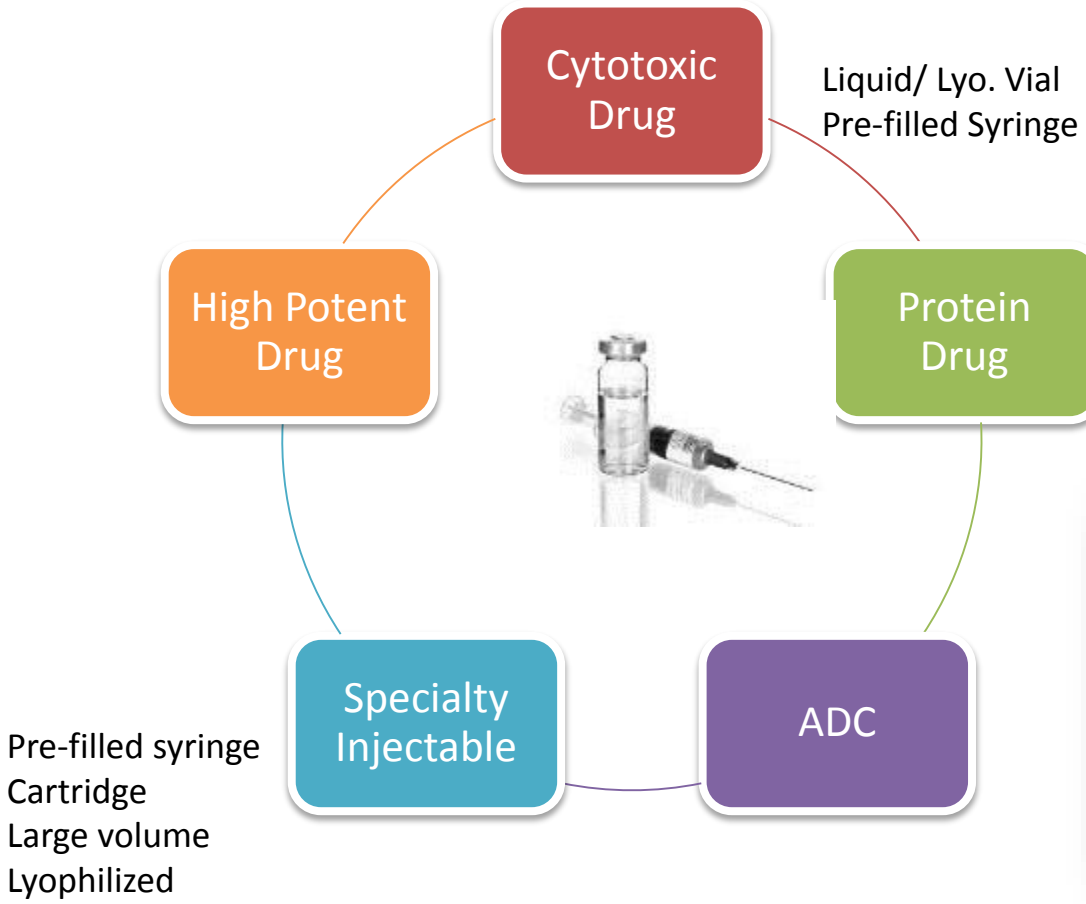 Cytotoxic
Drug
Liquid/ Lyo. Vial
Pre-filled Syringe
High Potent
Drug
Protein
Drug
Specialty
Injectable
ADC
Pre-filled syringe
Cartridge
Large volume
Lyophilized